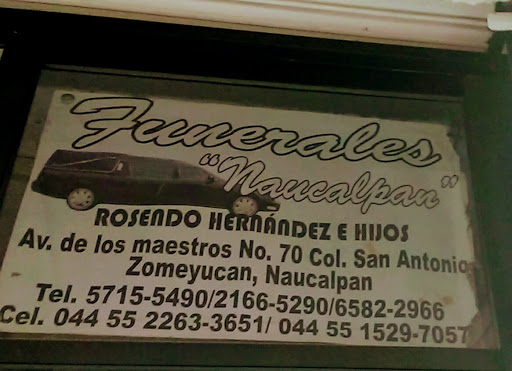 Funerales
"Naucalpan"
ROSENDO HERNÁNDEZ E HIJOS
Av. de los maestros No. 70 Col. San Antonio
Zomeyucan, Naucalpan
Tel. 5715-5490/2166-5290/6582-2966
Cel. 044 55 2263-3651/ 044 55 1529-7057